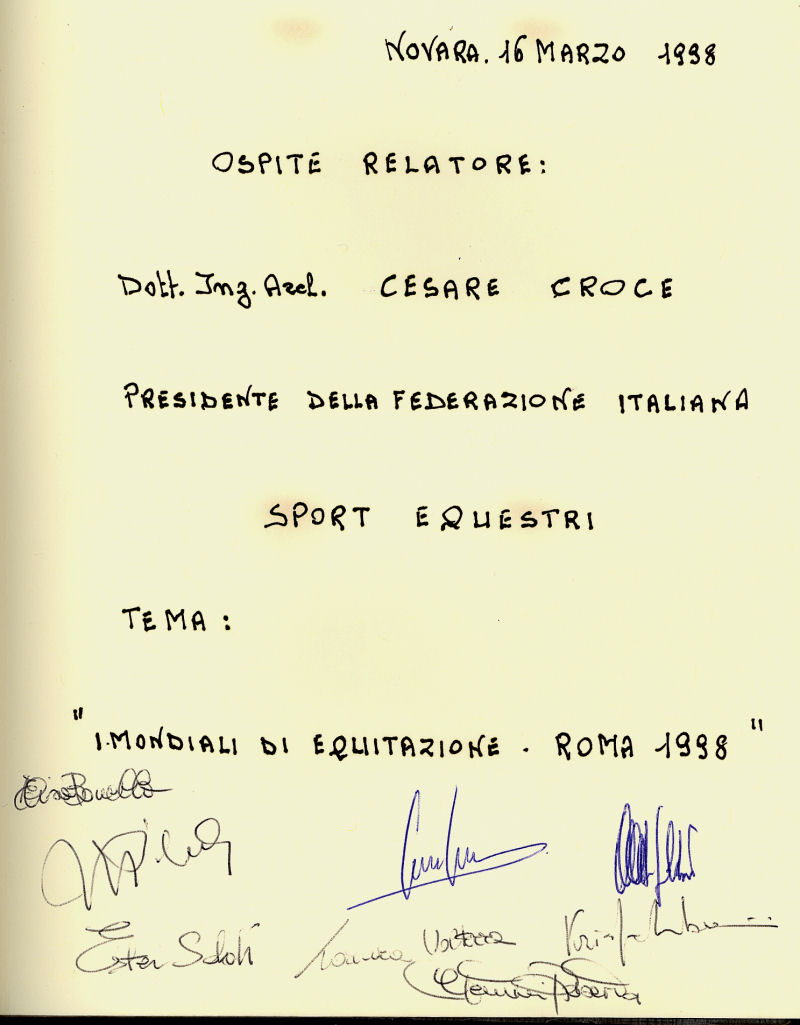 NOVARA. 16 MARZO 1998
OSPITE RELATORE:
Dott. Ing. Arch. CESARE CROCE
PRESIDENTE DELLA FEDERAZIONE ITALIANA
SPORT EQUESTRI
TEMA:
"I MONDIALI DI EQUITAZIONE. ROMA 1998"
Ester